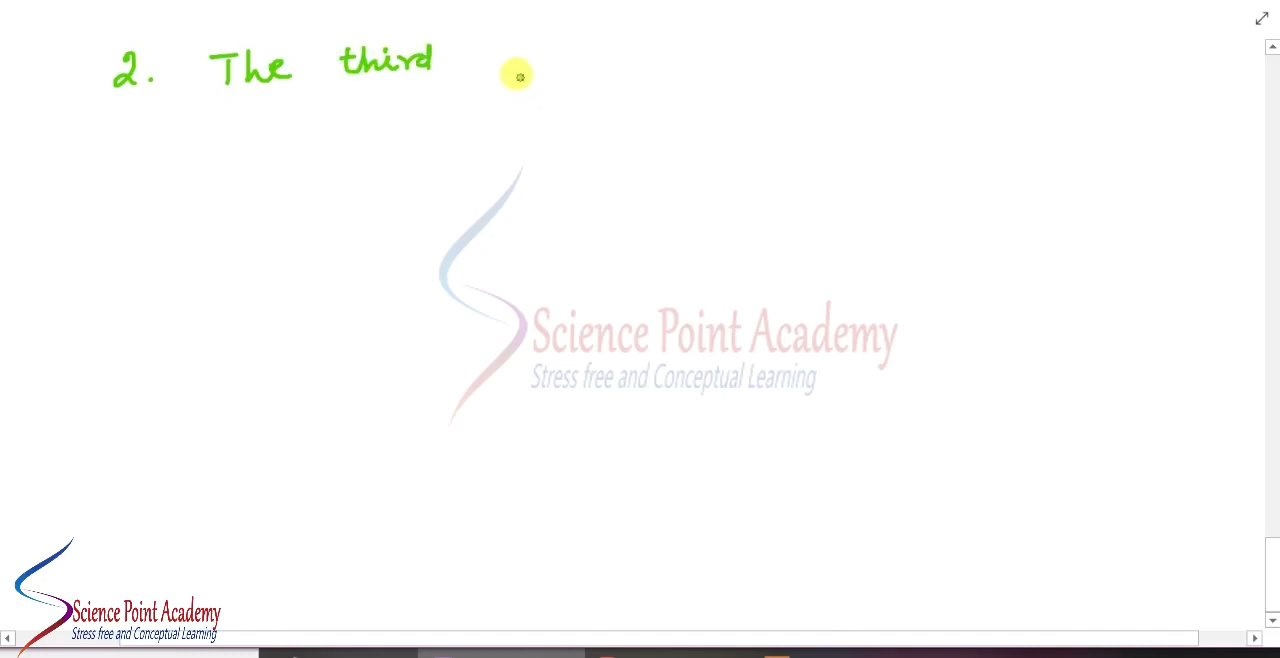 2. The third
Science Point Academy
Stress free and Conceptual Learning
Science Point Academy
Stress free and Conceptual Learning